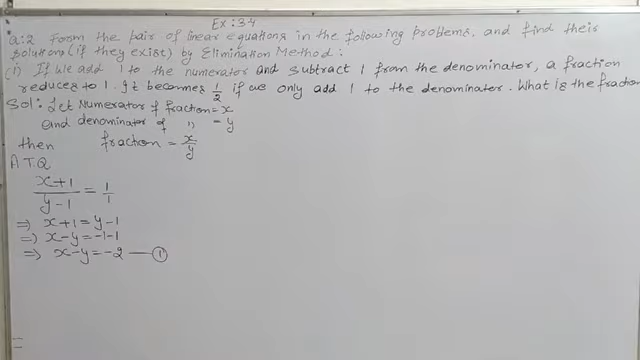 Ex: 3.4
Q:2 Form the pair of linear equations in the following problems, and find their
solutions (if they exist) by Elimination Method:
(i) If we add 1 to the numerator and subtract 1 from the denominator, a fraction
reduces to 1. It becomes 1/2 if we only add 1 to the denominator. What is the fraction
Sol: Let Numerator of fraction = x
and denominator of " = y
then fraction = x/y
A.T.Q
x+1/y-1 = 1/1
⇒ x+1 = y-1
⇒ x-y = -1-1
⇒ x-y = -2 — ①